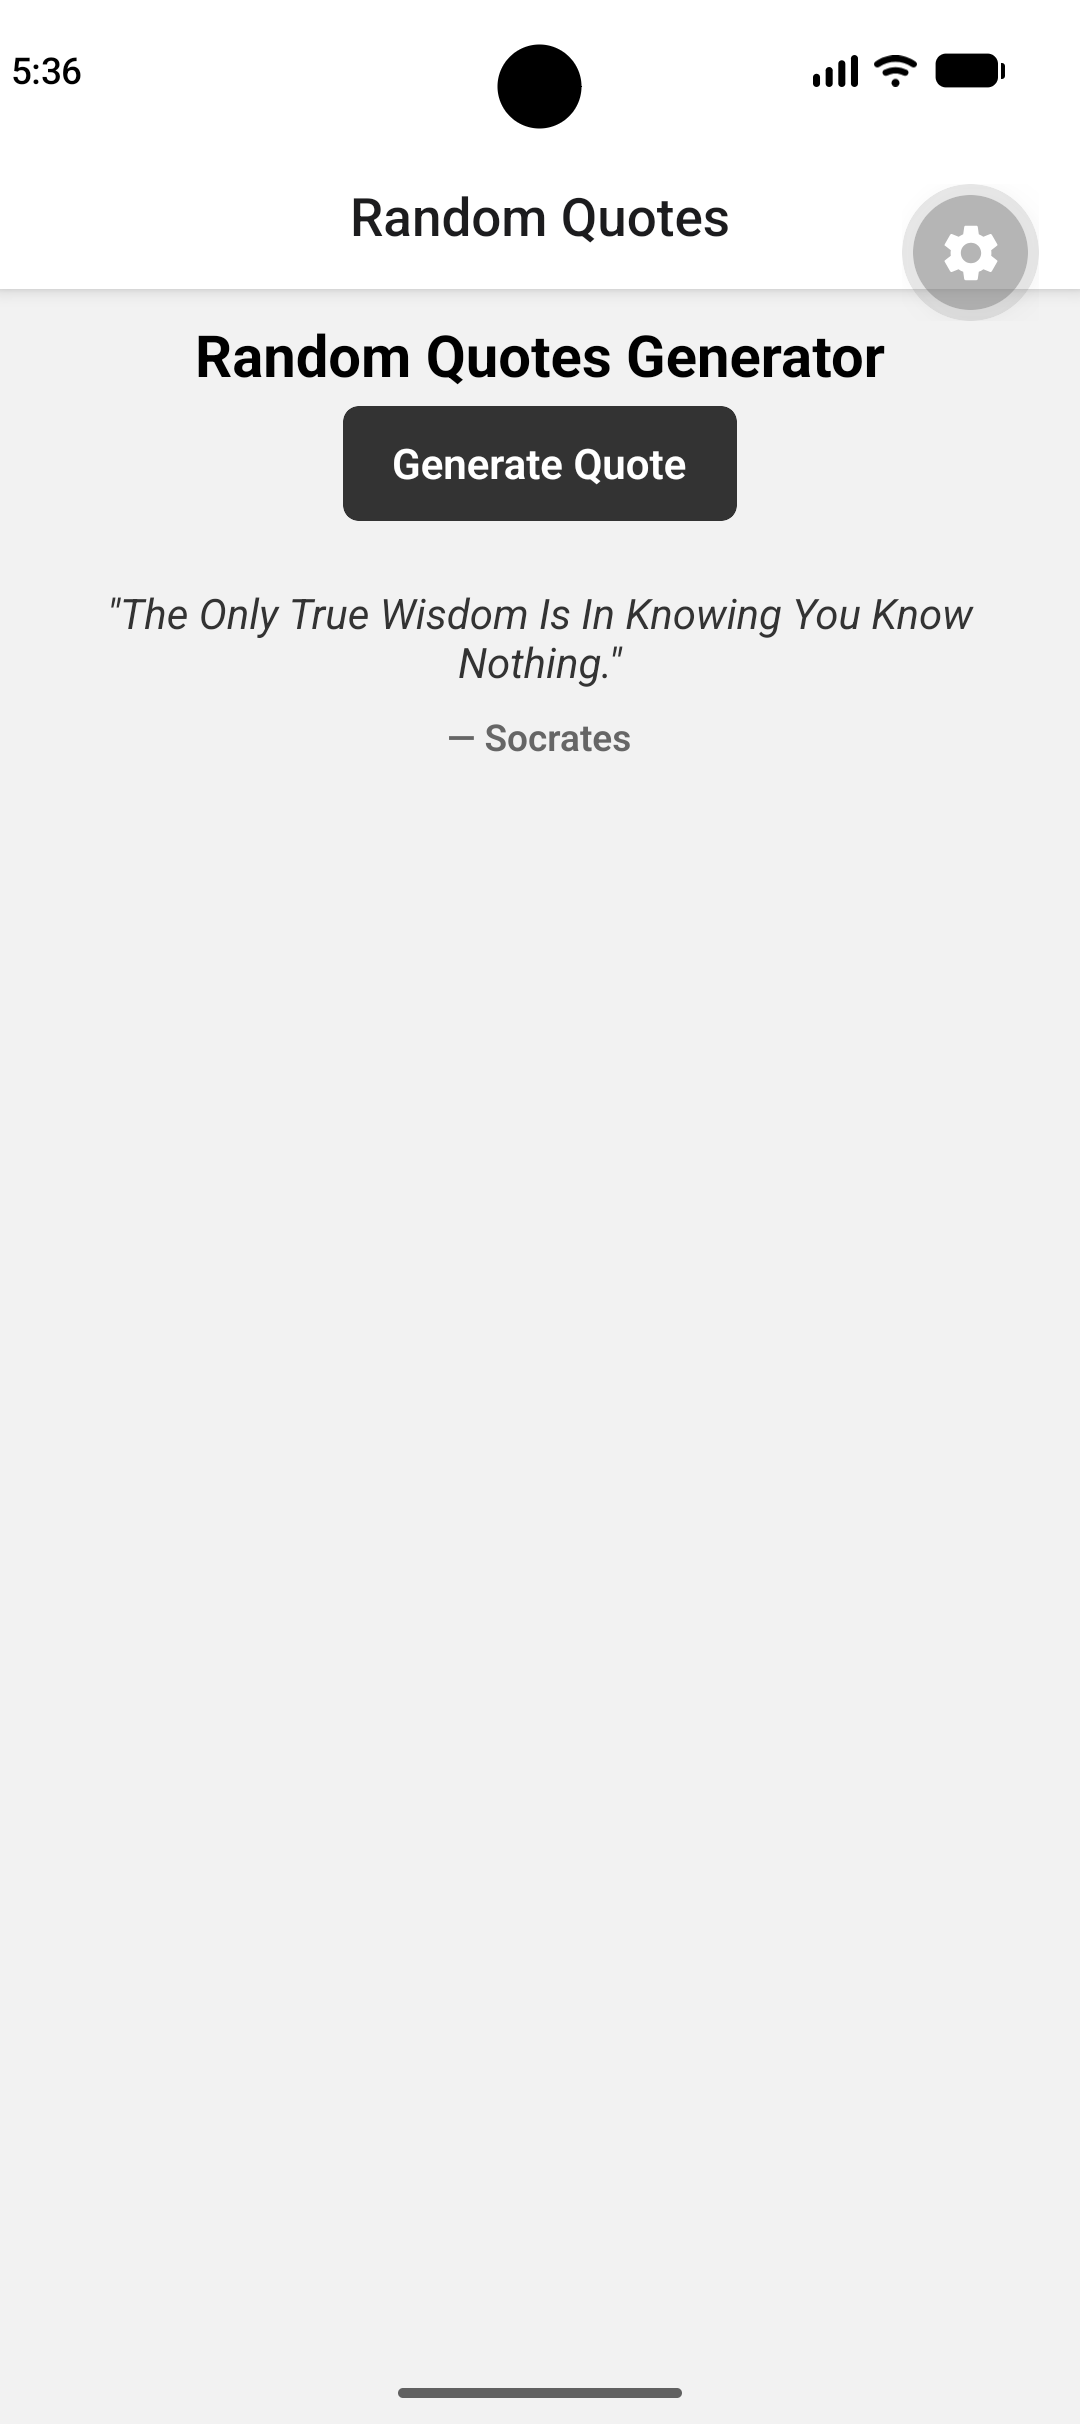 5:36
Random Quotes
Random Quotes Generator
Generate Quote
"The Only True Wisdom Is In Knowing You Know
Nothing."
— Socrates